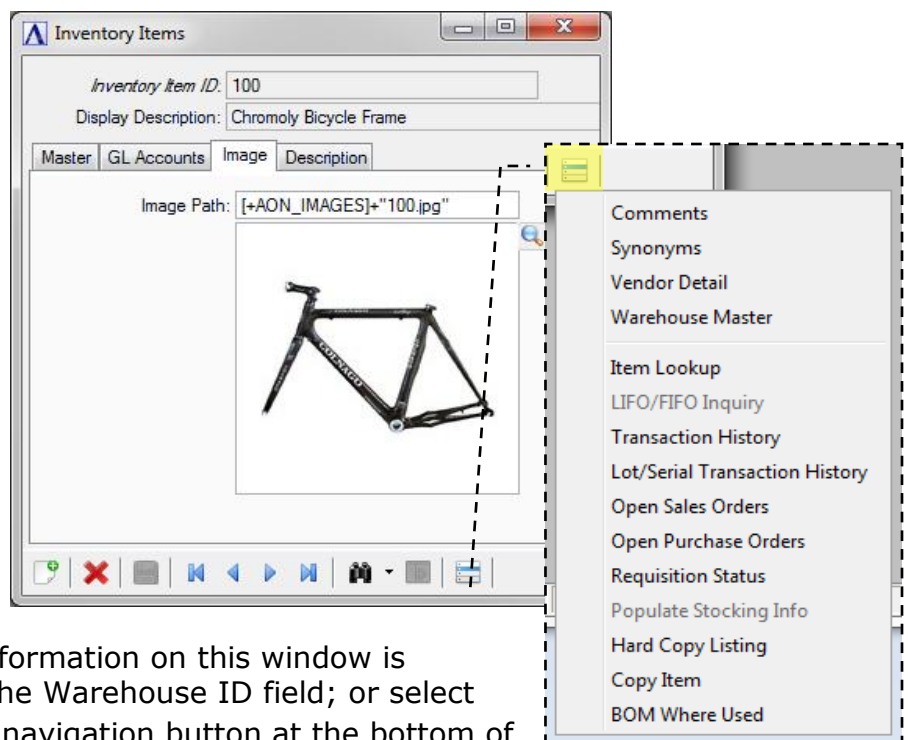 Inventory Items
Inventory Item ID: 100
Display Description: Chromoly Bicycle Frame
Master GL Accounts Image Description
Image Path: [+AON_IMAGES]+"100.jpg"
COLNAGO
Comments
Synonyms
Vendor Detail
Warehouse Master
Item Lookup
LIFO/FIFO Inquiry
Transaction History
Lot/Serial Transaction History
Open Sales Orders
Open Purchase Orders
Requisition Status
Populate Stocking Info
Hard Copy Listing
Copy Item
BOM Where Used
formation on this window is
he Warehouse ID field; or select
navigation button at the bottom of